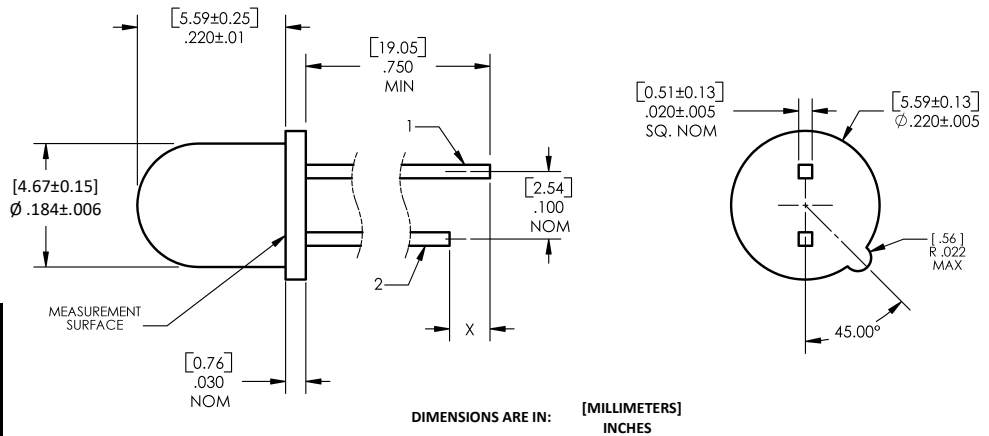 [5.59±0.25]
.220±.01
[19.05]
.750
MIN
1
[4.67±0.15]
Ø .184±.006
[2.54]
.100
NOM
2
MEASUREMENT
SURFACE
X
[0.76]
.030
NOM
[0.51±0.13]
.020±.005
SQ. NOM
[5.59±0.13]
Ø.220±.005
[.56]
R .022
MAX
45.00°
DIMENSIONS ARE IN:
[MILLIMETERS]
INCHES